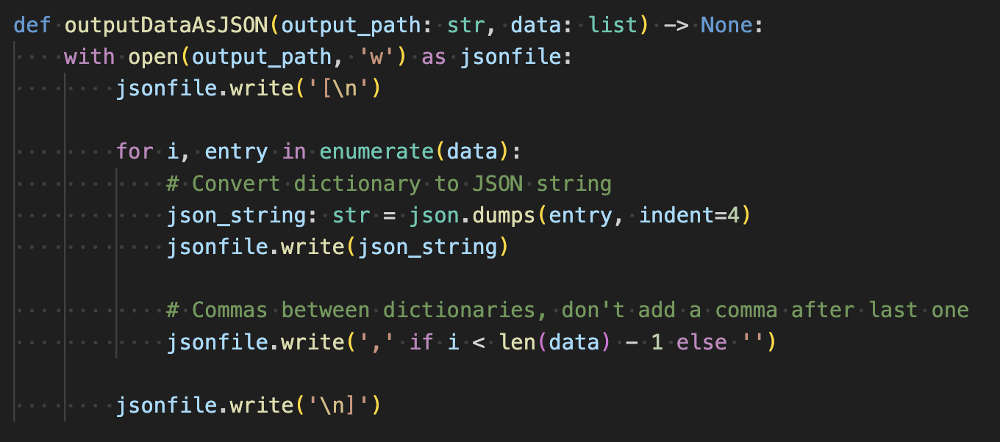 def outputDataAsJSON(output_path: str, data: list) -> None:
    with open(output_path, 'w') as jsonfile:
        jsonfile.write('[\n')

        for i, entry in enumerate(data):
            # Convert dictionary to JSON string
            json_string: str = json.dumps(entry, indent=4)
            jsonfile.write(json_string)

            # Commas between dictionaries, don't add a comma after last one
            jsonfile.write(',' if i < len(data) - 1 else '')

        jsonfile.write('\n]')